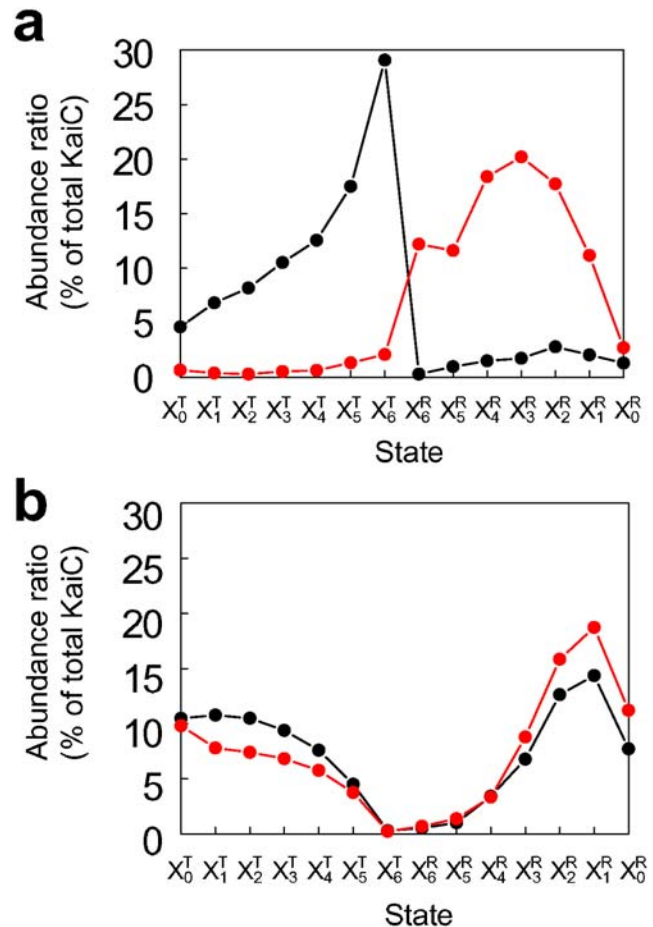 a
Abundance ratio
(% of total KaiC)
30
25
20
15
10
5
0
X₀ᵀ X₁ᵀ X₂ᵀ X₃ᵀ X₄ᵀ X₅ᵀ X₆ᵀ X₆ᴿ X₅ᴿ X₄ᴿ X₃ᴿ X₂ᴿ X₁ᴿ X₀ᴿ
State
b
Abundance ratio
(% of total KaiC)
30
25
20
15
10
5
0
X₀ᵀ X₁ᵀ X₂ᵀ X₃ᵀ X₄ᵀ X₅ᵀ X₆ᵀ X₆ᴿ X₅ᴿ X₄ᴿ X₃ᴿ X₂ᴿ X₁ᴿ X₀ᴿ
State